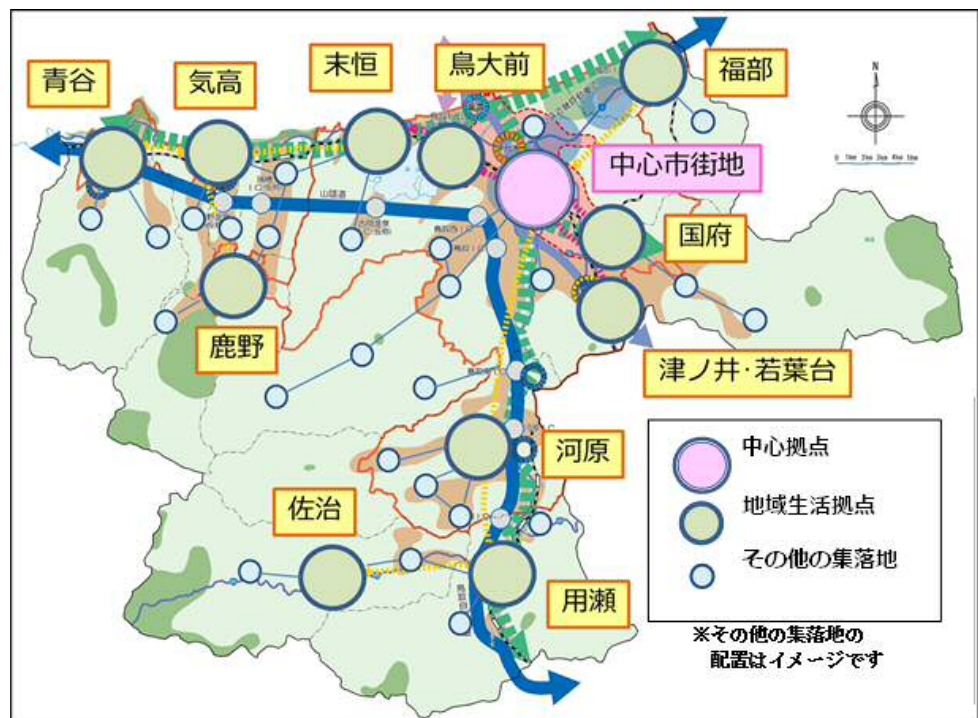 青谷
気高
末恒
鳥大前
福部
N
中心市街地
国府
鹿野
山陰道
津ノ井・若葉台
河原
佐治
用瀬
中心拠点
地域生活拠点
その他の集落地
※その他の集落地の
配置はイメージです